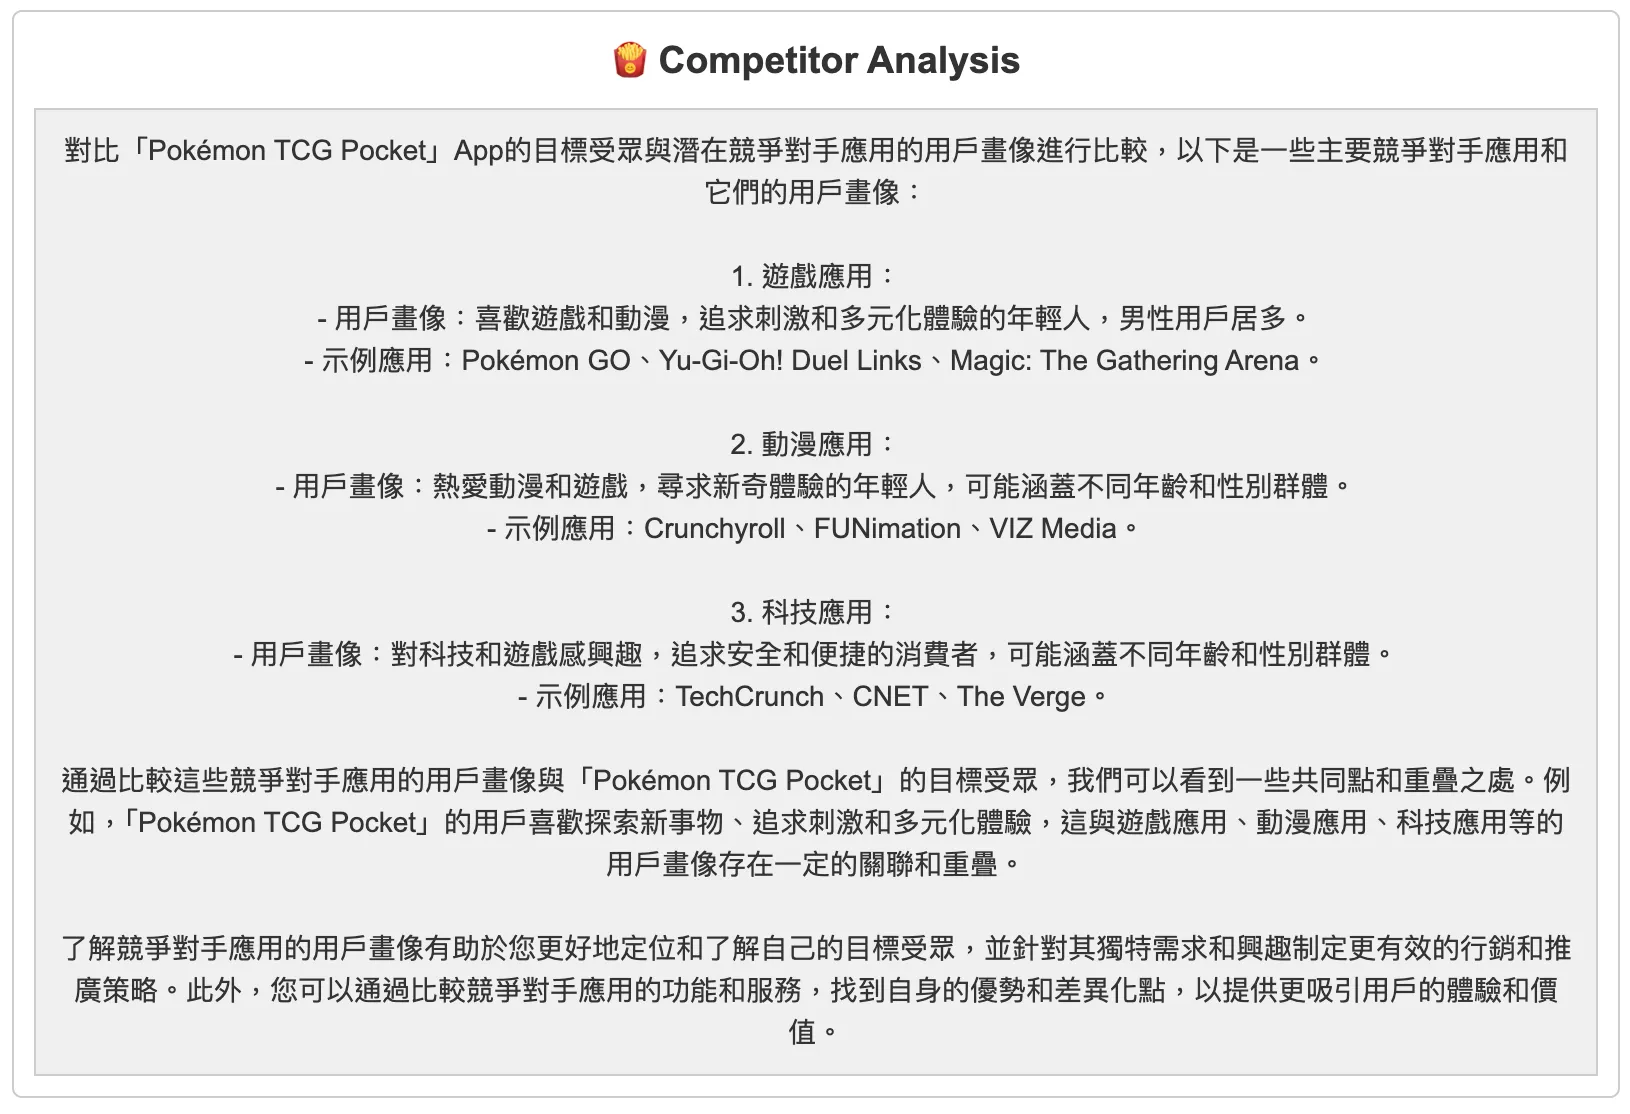 🍟 Competitor Analysis
對比「Pokémon TCG Pocket」App的目標受眾與潛在競爭對手應用的用戶畫像進行比較，以下是一些主要競爭對手應用和
它們的用戶畫像：
1. 遊戲應用：
- 用戶畫像：喜歡遊戲和動漫，追求刺激和多元化體驗的年輕人，男性用戶居多。
- 示例應用：Pokémon GO、Yu-Gi-Oh! Duel Links、Magic: The Gathering Arena。
2. 動漫應用：
- 用戶畫像：熱愛動漫和遊戲，尋求新奇體驗的年輕人，可能涵蓋不同年齡和性別群體。
- 示例應用：Crunchyroll、FUNimation、VIZ Media。
3. 科技應用：
- 用戶畫像：對科技和遊戲感興趣，追求安全和便捷的消費者，可能涵蓋不同年齡和性別群體。
- 示例應用：TechCrunch、CNET、The Verge。
通過比較這些競爭對手應用的用戶畫像與「Pokémon TCG Pocket」的目標受眾，我們可以看到一些共同點和重疊之處。例
如，「Pokémon TCG Pocket」的用戶喜歡探索新事物、追求刺激和多元化體驗，這與遊戲應用、動漫應用、科技應用等的
用戶畫像存在一定的關聯和重疊。
了解競爭對手應用的用戶畫像有助於您更好地定位和了解自己的目標受眾，並針對其獨特需求和興趣制定更有效的行銷和推
廣策略。此外，您可以通過比較競爭對手應用的功能和服務，找到自身的優勢和差異化點，以提供更吸引用戶的體驗和價
值。